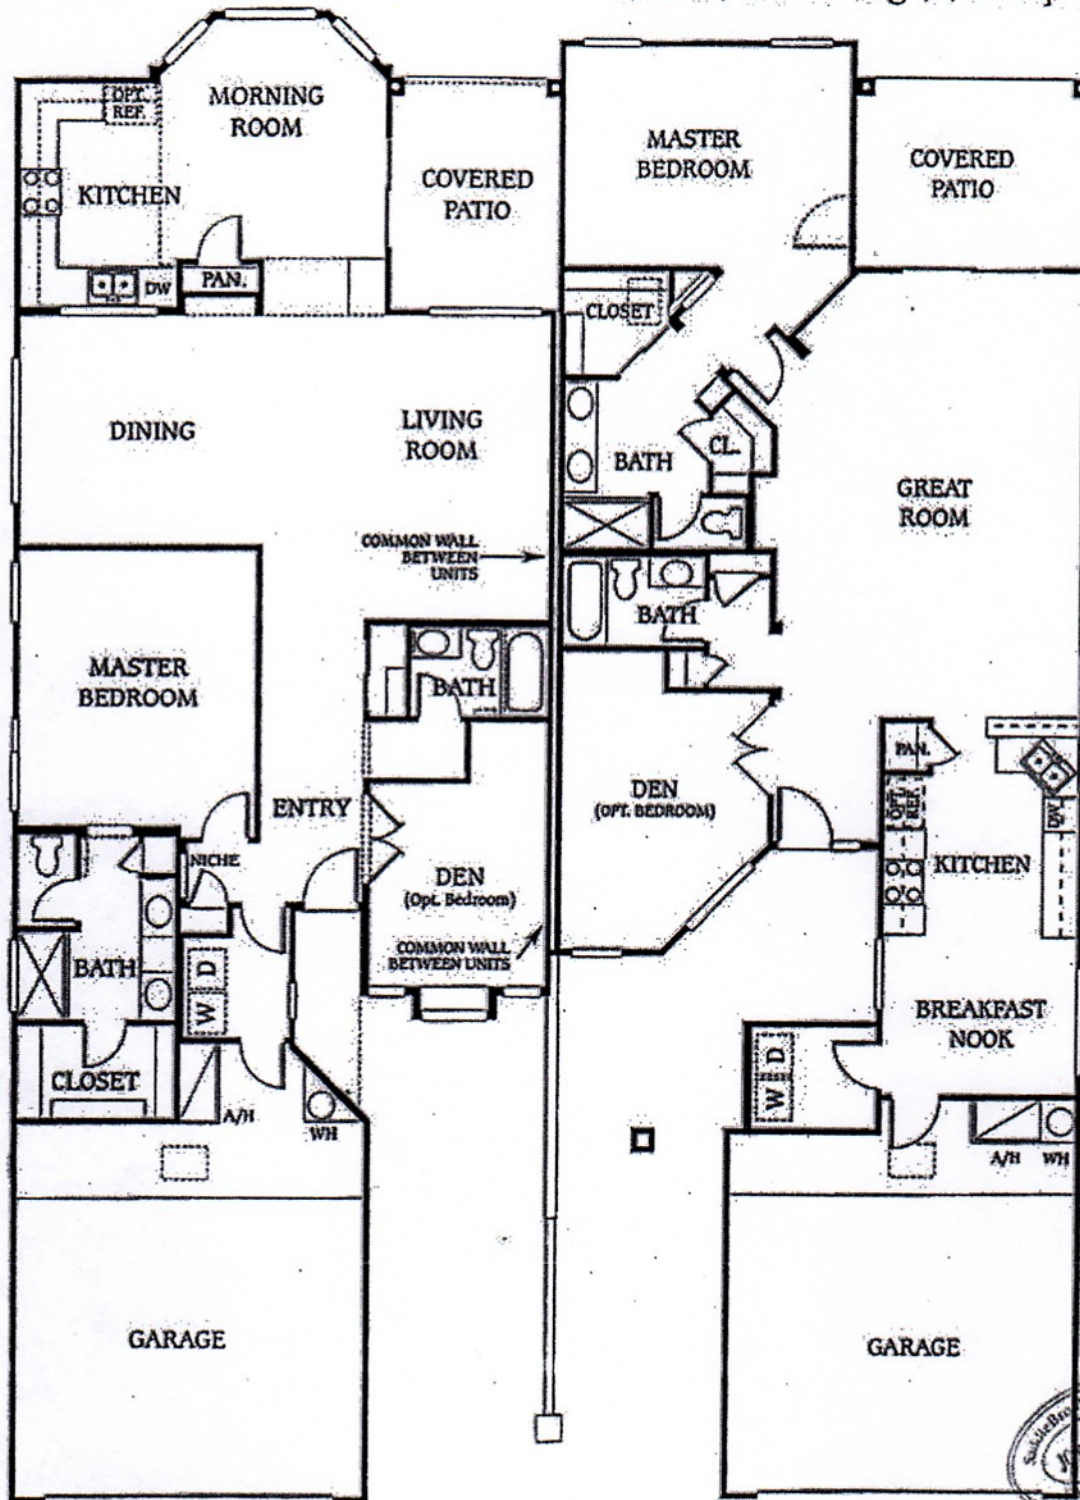 OPT.
REF.
MORNING
ROOM
KITCHEN
COVERED
PATIO
DW
PAN.
DINING
LIVING
ROOM
COMMON WALL
BETWEEN
UNITS
MASTER
BEDROOM
BATH
ENTRY
NICHE
DEN
(Opt. Bedroom)
COMMON WALL
BETWEEN UNITS
BATH
D
W
CLOSET
A/H
WH
GARAGE
MASTER
BEDROOM
COVERED
PATIO
CLOSET
CL.
BATH
GREAT
ROOM
BATH
DEN
(OPT. BEDROOM)
PAN.
OPT.
REF.
DW
KITCHEN
BREAKFAST
NOOK
D
W
A/H
WH
GARAGE